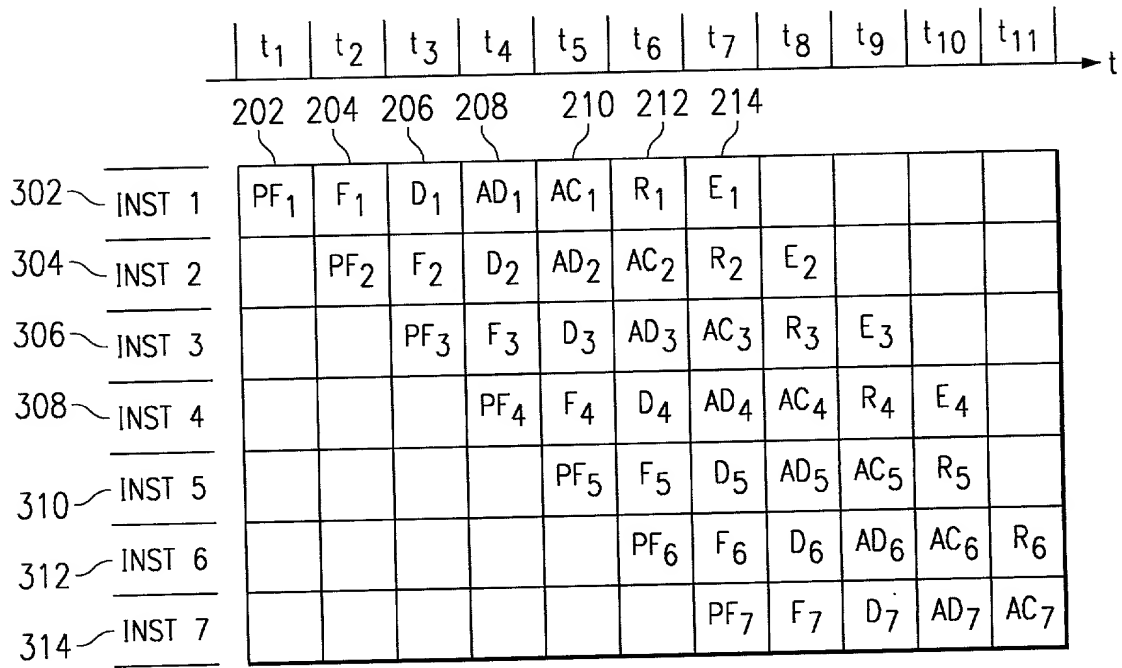 t₁ t₂ t₃ t₄ t₅ t₆ t₇ t₈ t₉ t₁₀ t₁₁ t
202 204 206 208 210 212 214
302 INST 1 PF₁ F₁ D₁ AD₁ AC₁ R₁ E₁
304 INST 2 PF₂ F₂ D₂ AD₂ AC₂ R₂ E₂
306 INST 3 PF₃ F₃ D₃ AD₃ AC₃ R₃ E₃
308 INST 4 PF₄ F₄ D₄ AD₄ AC₄ R₄ E₄
310 INST 5 PF₅ F₅ D₅ AD₅ AC₅ R₅
312 INST 6 PF₆ F₆ D₆ AD₆ AC₆ R₆
314 INST 7 PF₇ F₇ D₇ AD₇ AC₇